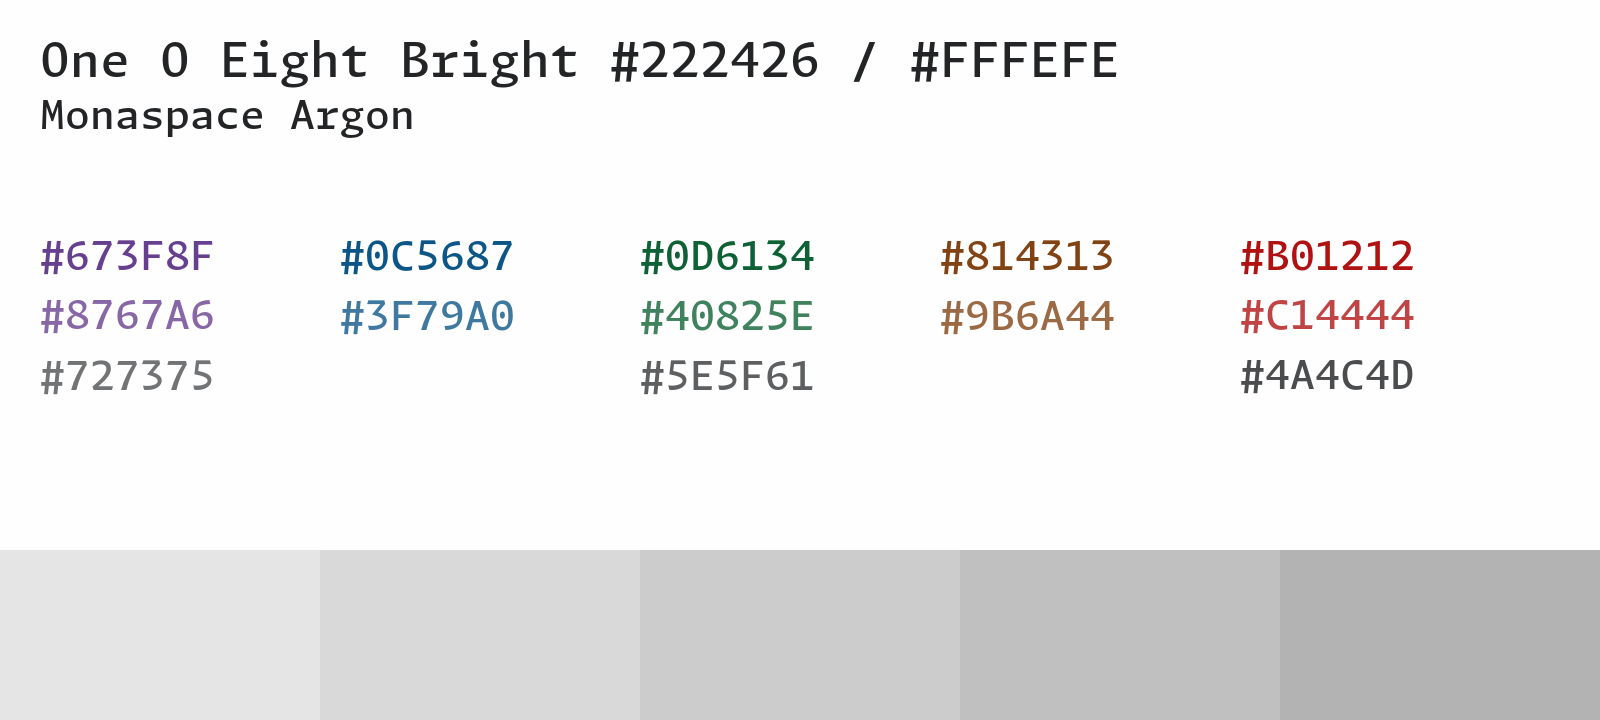 One O Eight Bright #222426 / #FFFEFE
Monaspace Argon
#673F8F #0C5687 #0D6134 #814313 #B01212
#8767A6 #3F79A0 #40825E #9B6A44 #C14444
#727375 #5E5F61 #4A4C4D